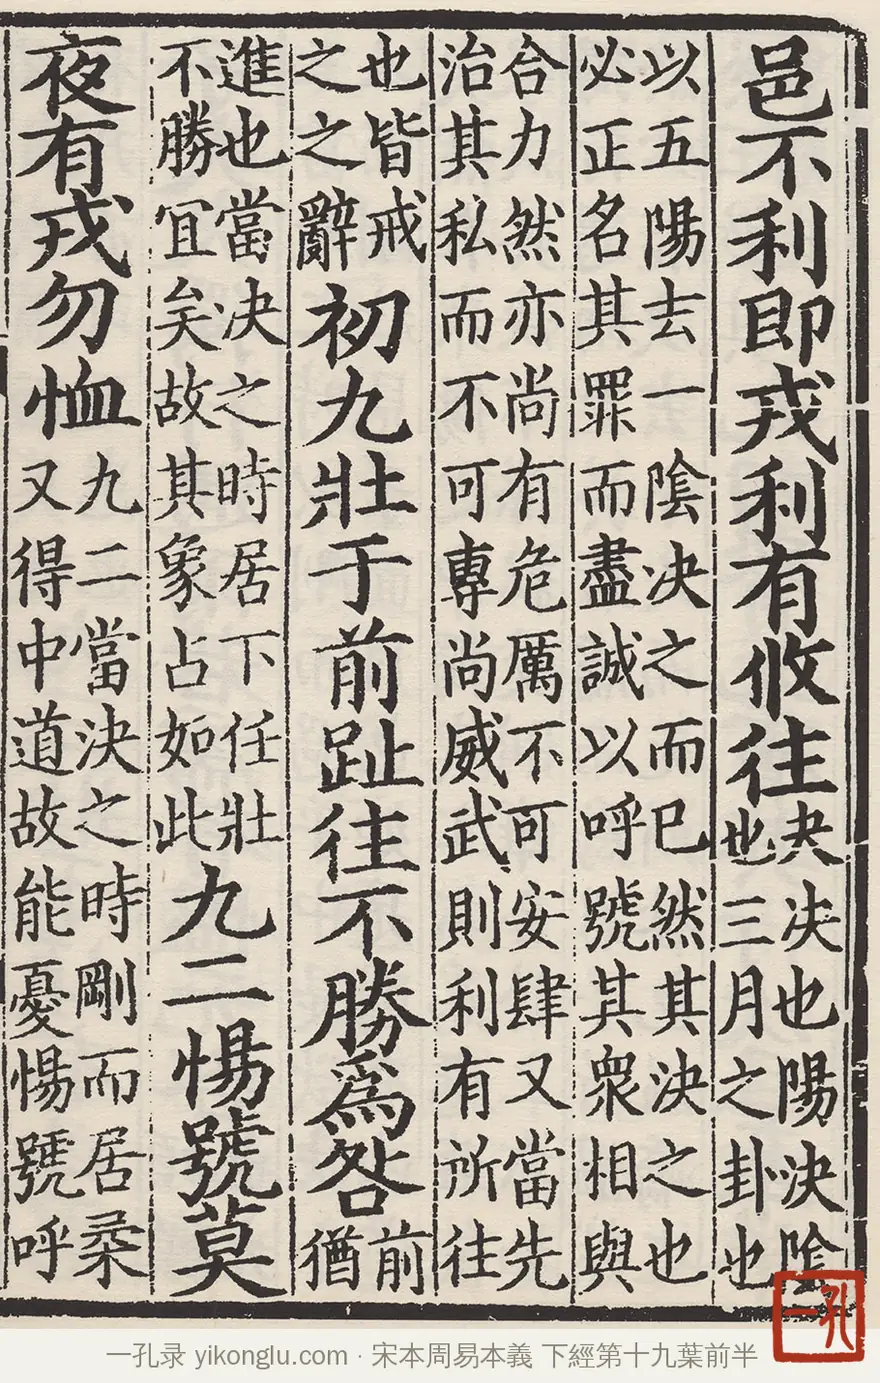 邑不利即戎利有攸往
夬决也陽決陰
也三月之卦也
以五陽去一陰决之而已然其決之也
必正名其罪而盡誠以呼號其衆相與
合力然亦尚有危厲不可安肆又當先
治其私而不可專尚威武則利有所往
也皆戒
之之辭
初九壯于前趾往不勝爲咎
前
猶
進也當决之時居下任壯
不勝宜矣故其象占如此
九二惕號莫
夜有戎勿恤
九二當決之時剛而居柔
又得中道故能憂惕號呼
一孔
一孔录 yikonglu.com · 宋本周易本義 下經第十九葉前半